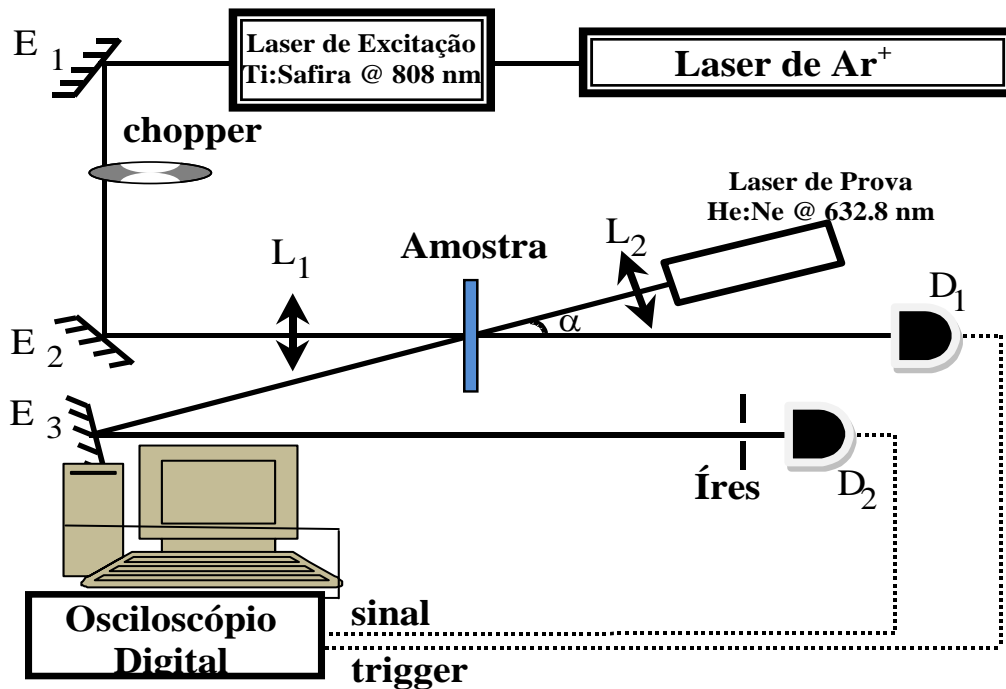 E1
Laser de Excitação
Ti:Safira @ 808 nm
Laser de Ar+
chopper
Laser de Prova
He:Ne @ 632.8 nm
L1
Amostra
L2
α
D1
E2
E3
Íres
D2
Osciloscópio
Digital
sinal
trigger